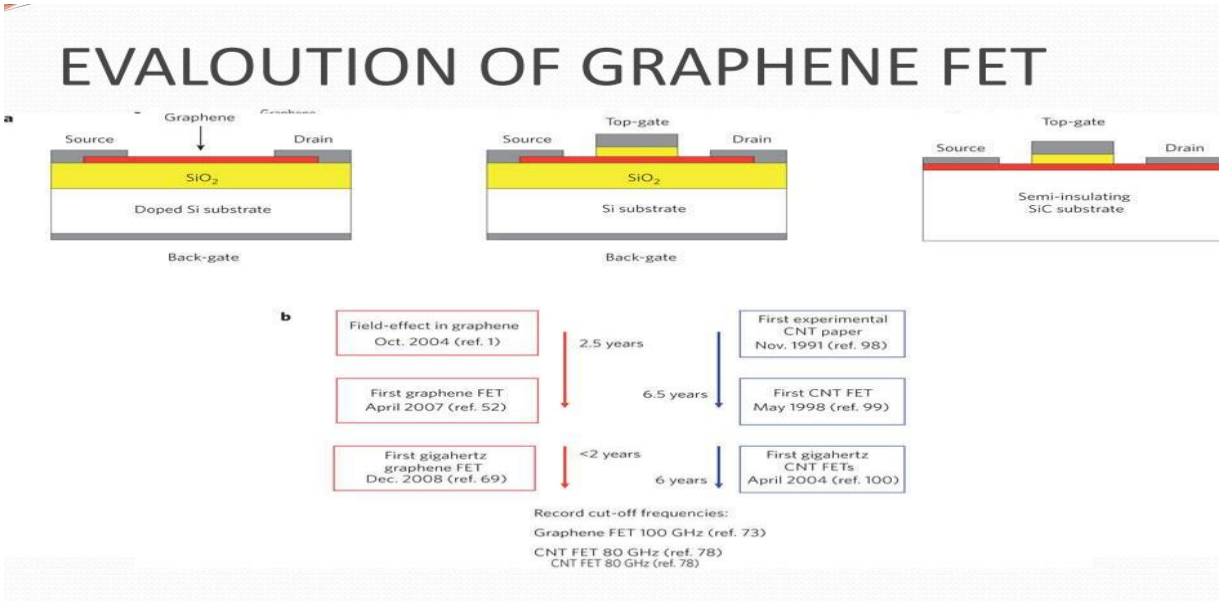 EVALOUTION OF GRAPHENE FET
a
Graphene
Graphene
Source
Drain
SiO2
Doped Si substrate
Back-gate
Top-gate
Source
Drain
SiO2
Si substrate
Back-gate
Top-gate
Source
Drain
Semi-insulating
SiC substrate
b
Field-effect in graphene
Oct. 2004 (ref. 1)
2.5 years
First graphene FET
April 2007 (ref. 52)
First gigahertz
graphene FET
Dec. 2008 (ref. 69)
<2 years
First experimental
CNT paper
Nov. 1991 (ref. 98)
6.5 years
First CNT FET
May 1998 (ref. 99)
First gigahertz
CNT FETs
April 2004 (ref. 100)
6 years
Record cut-off frequencies:
Graphene FET 100 GHz (ref. 73)
CNT FET 80 GHz (ref. 78)
CNT FET 80 GHz (ref. 78)